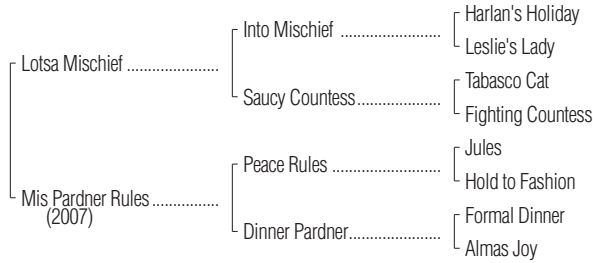 Harlan's Holiday
Into Mischief ....................
Leslie's Lady
Lotsa Mischief ....................
Tabasco Cat
Saucy Countess..................
Fighting Countess
Jules
Peace Rules ......................
Hold to Fashion
Mis Pardner Rules ..............
(2007)
Formal Dinner
Dinner Pardner...................
Almas Joy